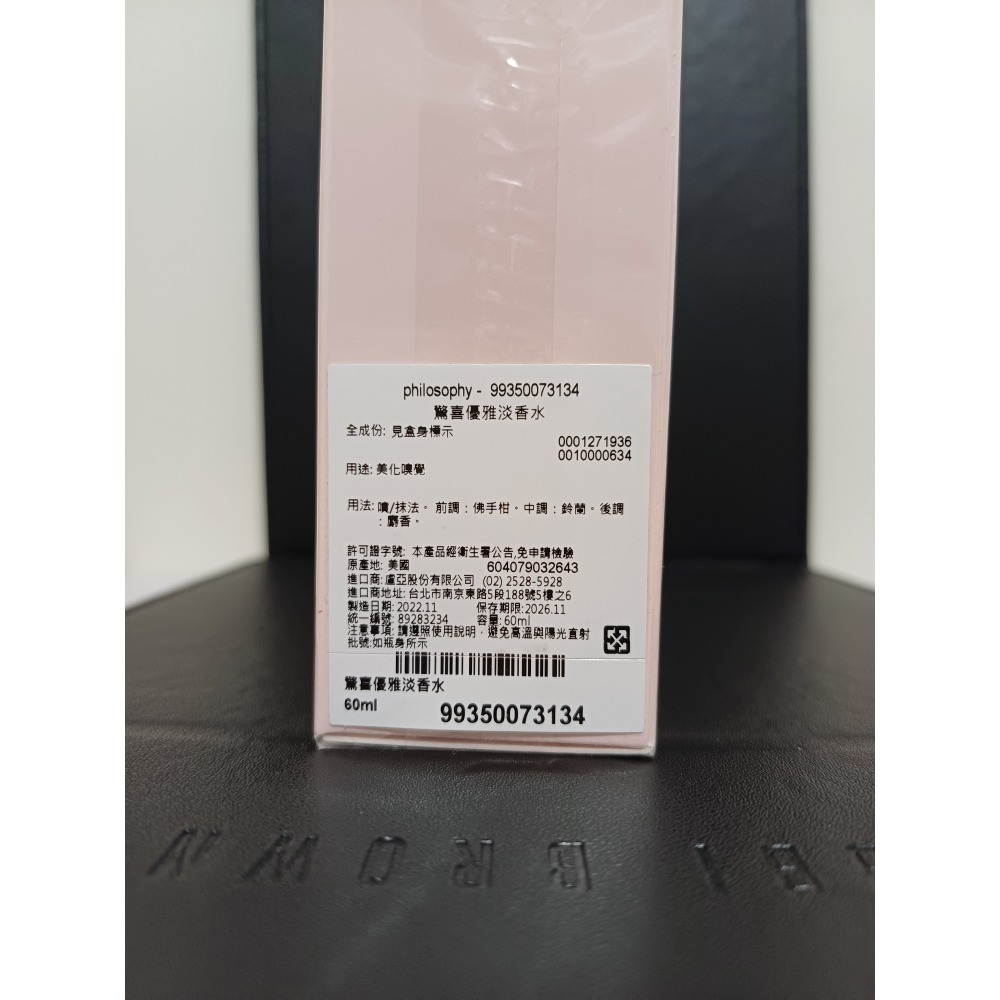 philosophy - 99350073134
驚喜優雅淡香水
全成份: 見盒身標示
0001271936
0010000634
用途: 美化嗅覺
用法: 噴/抹法。 前調：佛手柑。中調：鈴蘭。後調
：麝香。
許可證字號: 本產品經衛生署公告,免申請檢驗
原產地: 美國 604079032643
進口商: 盧亞股份有限公司 (02) 2528-5928
進口商地址: 台北市南京東路5段188號5樓之6
製造日期: 2022.11 保存期限:2026.11
統一編號: 89283234 容量:60ml
注意事項: 請遵照使用說明，避免高溫與陽光直射
批號:如瓶身所示
驚喜優雅淡香水
60ml 99350073134
BBI BROWN